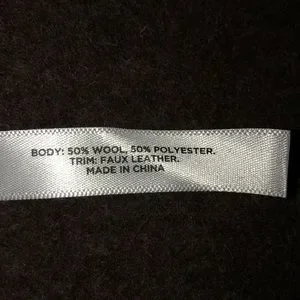 BODY: 50% WOOL, 50% POLYESTER.
TRIM: FAUX LEATHER.
MADE IN CHINA